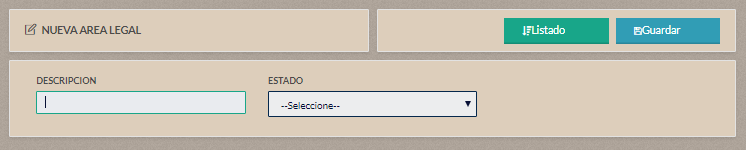 NUEVA AREA LEGAL
Listado
Guardar
DESCRIPCION
ESTADO
--Seleccione--